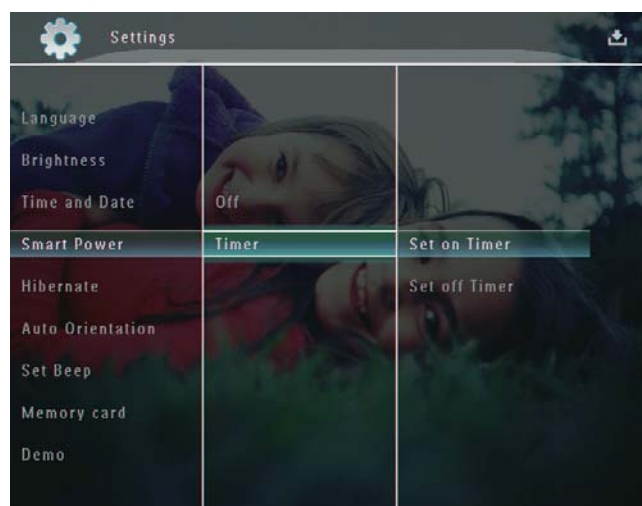 Settings
Language
Brightness
Time and Date
Smart Power
Hibernate
Auto Orientation
Set Beep
Memory card
Demo
Off
Timer
Set on Timer
Set off Timer